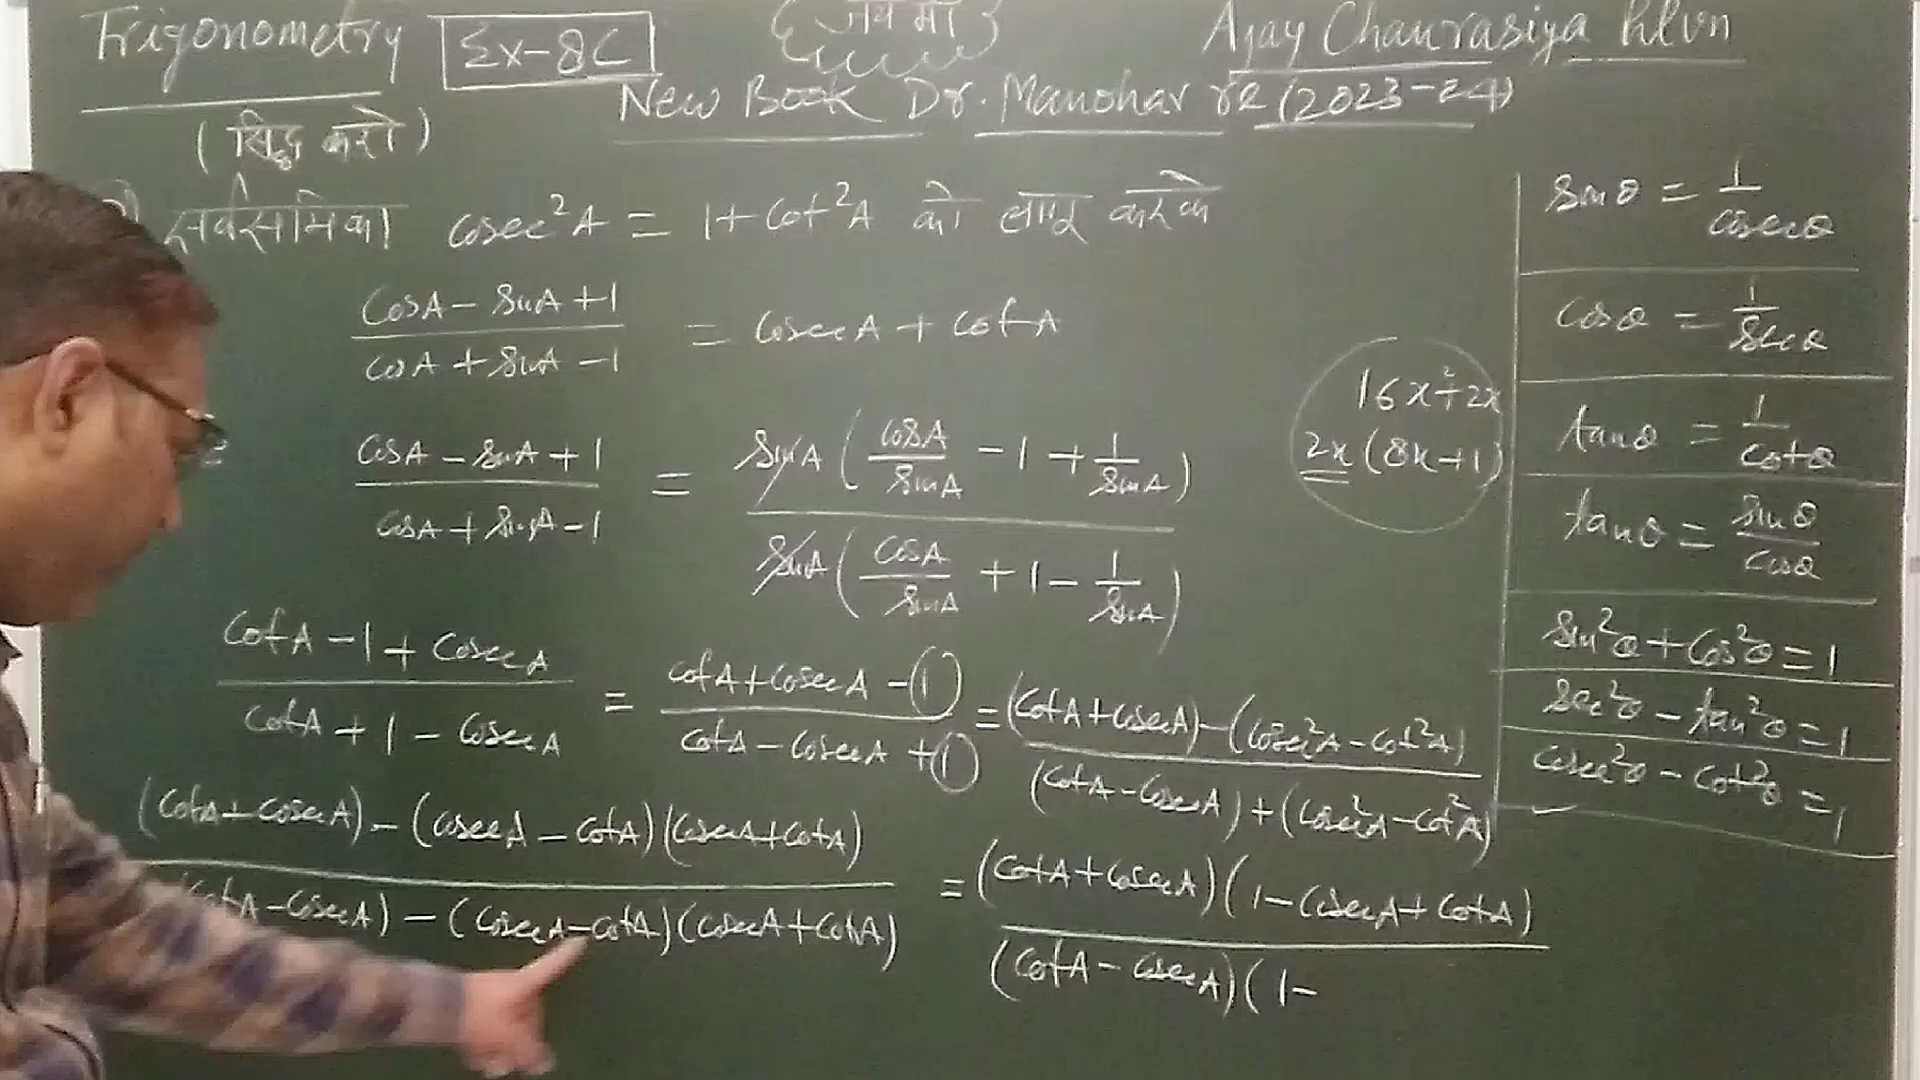 Trigonometry Ex-8C जय माँ Ajay Chaurasiya
New Book Dr. Manohar re (2023-24)
(सिद्ध करो)
सर्वसमिका cosec²A = 1 + cot²A को लागू करके
cosA - sinA + 1 / cosA + sinA - 1 = cosecA + cotA
cosA - sinA + 1 / cosA + sinA - 1 = sinA (cosA/sinA - 1 + 1/sinA) / sinA (cosA/sinA + 1 - 1/sinA)
cotA - 1 + cosecA / cotA + 1 - cosecA = cotA + cosecA - 1 / cotA - cosecA + 1 = (cotA + cosecA) - (cosec²A - cot²A) / (cotA - cosecA) + (cosec²A - cot²A)
(cotA + cosecA) - (cosecA - cotA)(cosecA + cotA) / (cotA - cosecA) - (cosecA - cotA)(cosecA + cotA) = (cotA + cosecA)(1 - cosecA + cotA) / (cotA - cosecA)(1 -
16x² + 2x
2x (8x + 1)
sinθ = 1/cosecθ
cosθ = 1/secθ
tanθ = 1/cotθ
tanθ = sinθ/cosθ
sin²θ + cos²θ = 1
sec²θ - tan²θ = 1
cosec²θ - cot²θ = 1